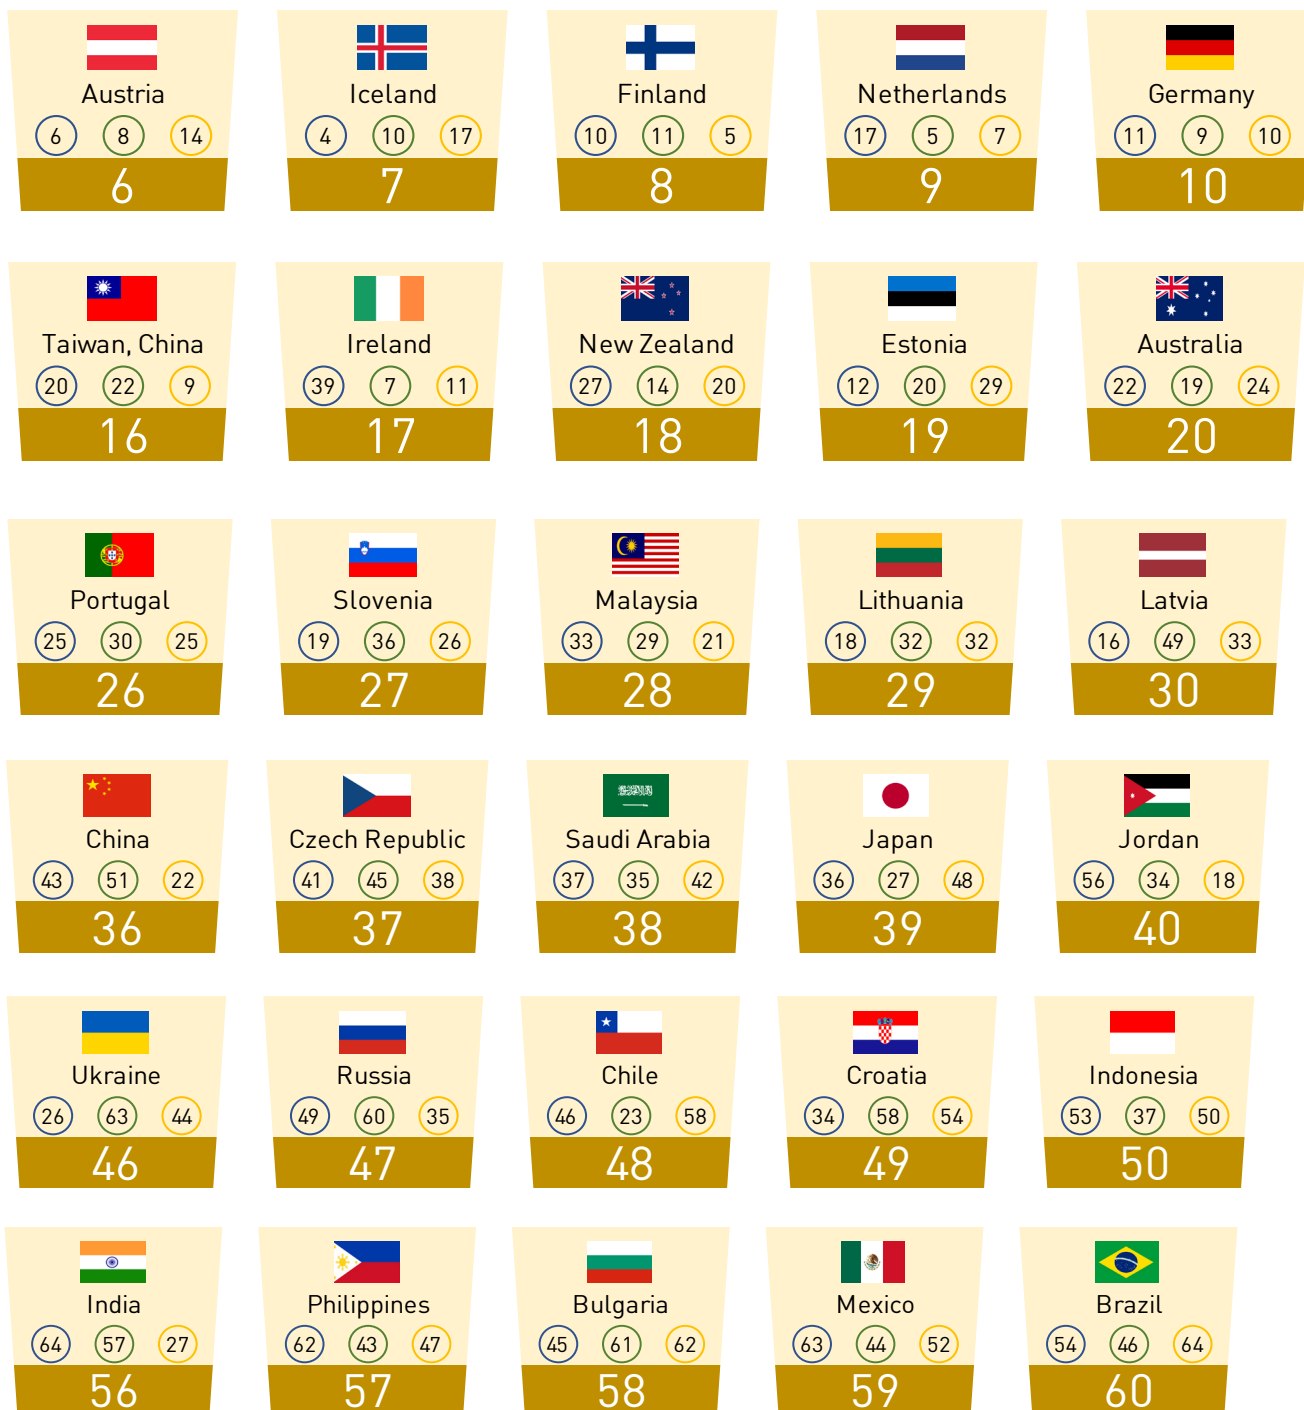 Austria Iceland Finland Netherlands Germany
6 8 14 4 10 17 10 11 5 17 5 7 11 9 10
6 7 8 9 10
Taiwan, China Ireland New Zealand Estonia Australia
20 22 9 39 7 11 27 14 20 12 20 29 22 19 24
16 17 18 19 20
Portugal Slovenia Malaysia Lithuania Latvia
25 30 25 19 36 26 33 29 21 18 32 32 16 49 33
26 27 28 29 30
China Czech Republic Saudi Arabia Japan Jordan
43 51 22 41 45 38 37 35 42 36 27 48 56 34 18
36 37 38 39 40
Ukraine Russia Chile Croatia Indonesia
26 63 44 49 60 35 46 23 58 34 58 54 53 37 50
46 47 48 49 50
India Philippines Bulgaria Mexico Brazil
64 57 27 62 43 47 45 61 62 63 44 52 54 46 64
56 57 58 59 60